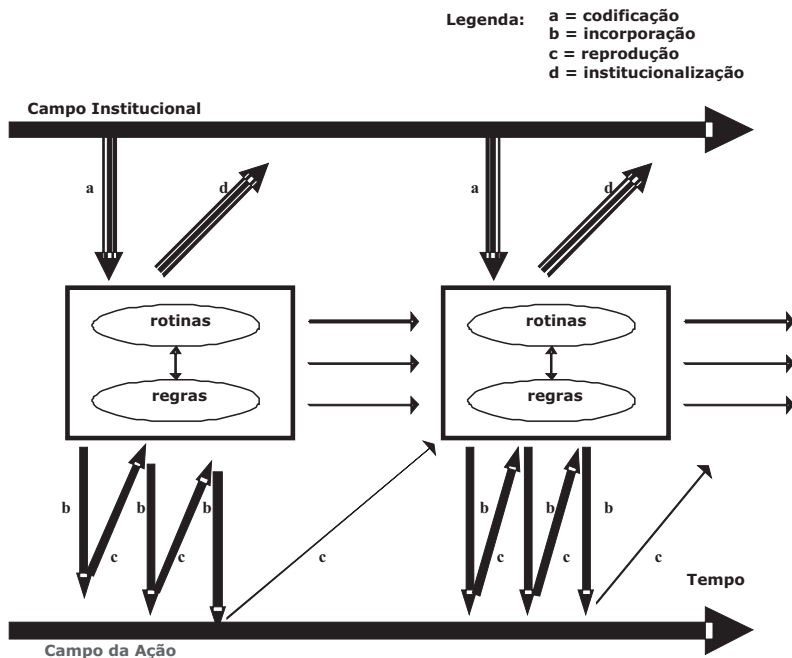 Legenda:
a = codificação
b = incorporação
c = reprodução
d = institucionalização
Campo Institucional
a
d
a
d
rotinas
regras
rotinas
regras
b
c
b
c
b
c
b
c
b
c
b
c
Tempo
Campo da Ação